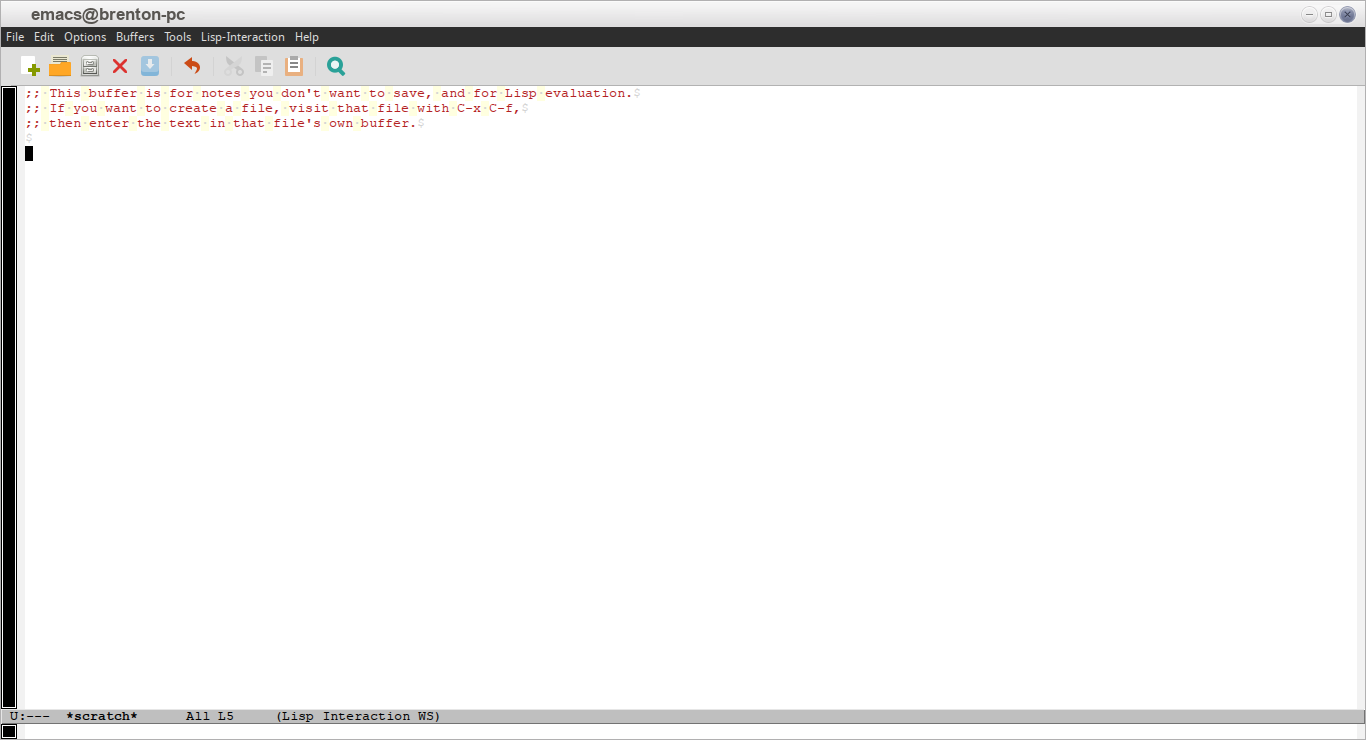 emacs@brenton-pc
File Edit Options Buffers Tools Lisp-Interaction Help
;;·This·buffer·is·for·notes·you·don't·want·to·save,·and·for·Lisp·evaluation.$
;;·If·you·want·to·create·a·file,·visit·that·file·with·C-x·C-f,$
;;·then·enter·the·text·in·that·file's·own·buffer.$
$
U:--- *scratch* All L5 (Lisp Interaction WS)